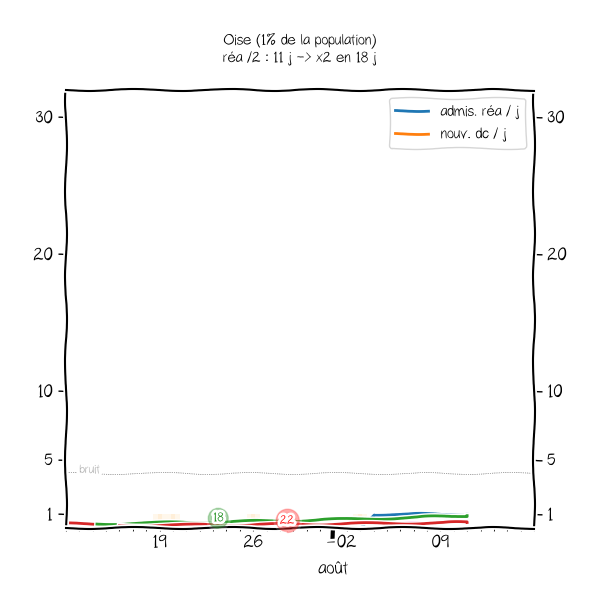 Oise (1% de la population)
réa /2 : 11 j -> x2 en 18 j
admis. réa / j
nouv. dc / j
30
30
20
20
10
10
5
5
bruit
1
1
18
22
19
26
02
09
août